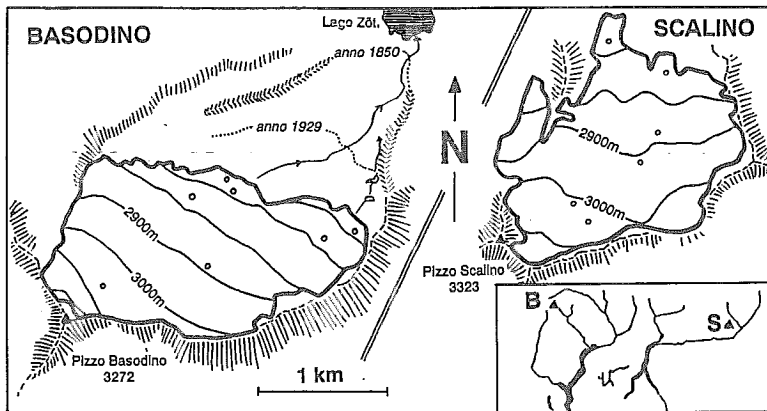 BASODINO
Lago Zöt.
SCALINO
anno 1850
anno 1929
N
2900m
2900m
3000m
3000m
Pizzo Scalino
3323
Pizzo Basodino
3272
1 km
B
S